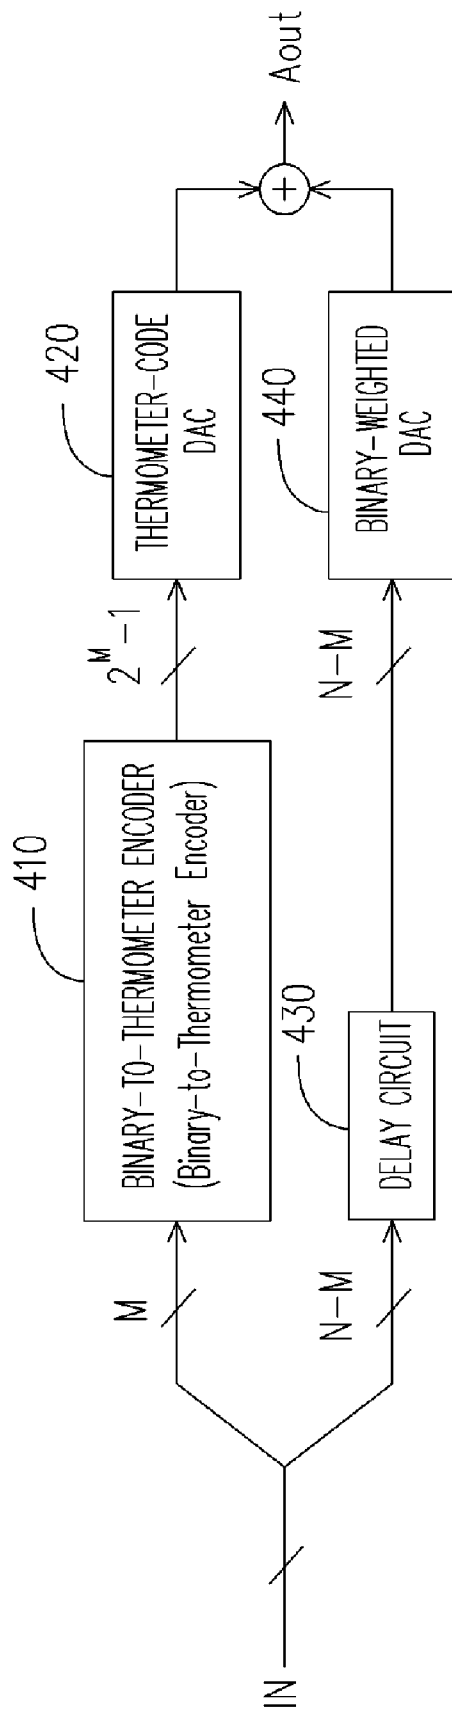 IN
M
410
BINARY-TO-THERMOMETER ENCODER
(Binary-to-Thermometer Encoder)
2^M-1
420
THERMOMETER-CODE
DAC
N-M
430
DELAY CIRCUIT
N-M
440
BINARY-WEIGHTED
DAC
+
Aout